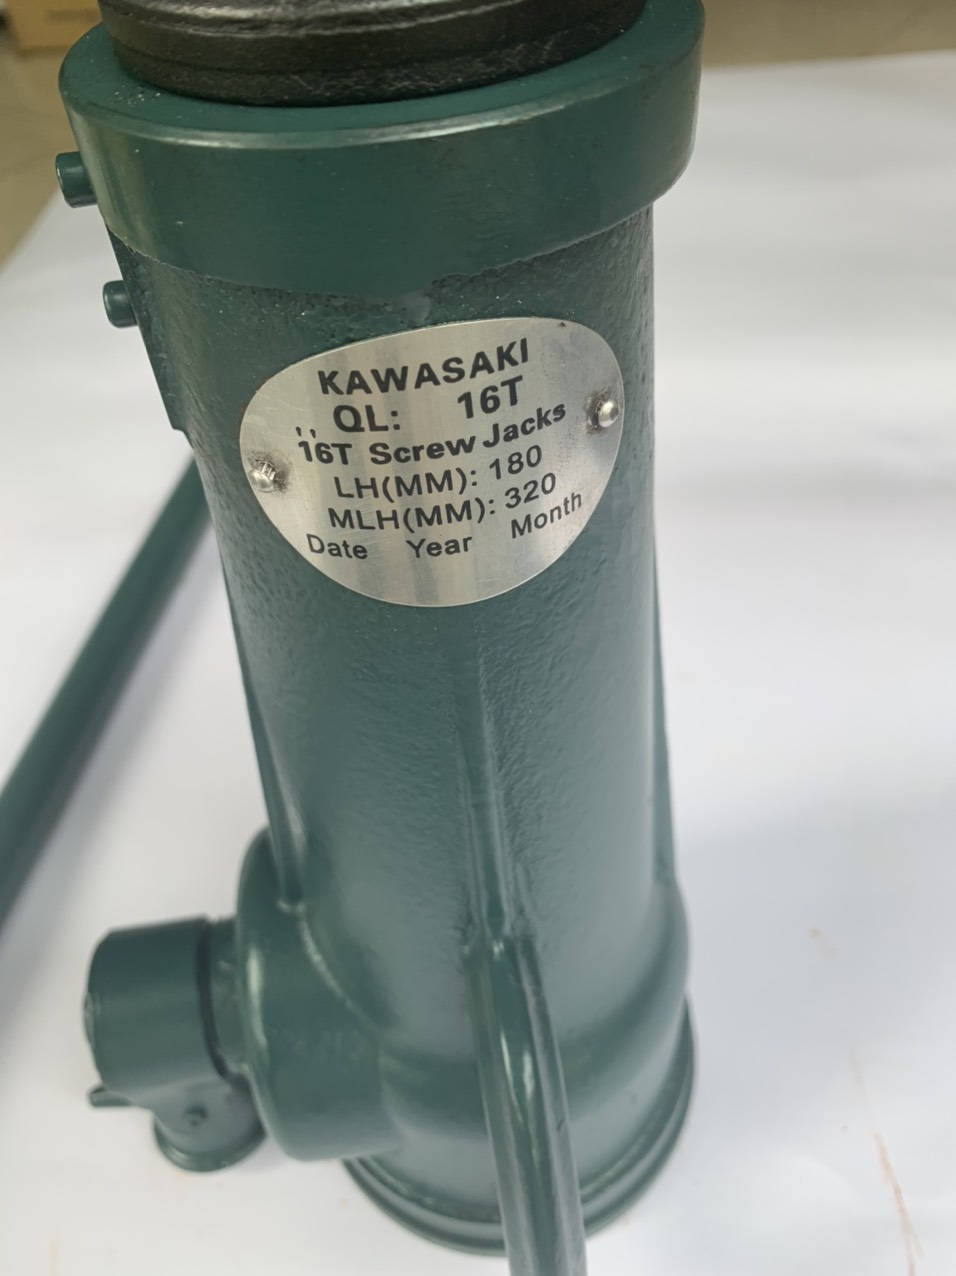 KAWASAKI
,, QL: 16T
16T Screw Jacks
LH(MM): 180
MLH(MM): 320
Date Year Month